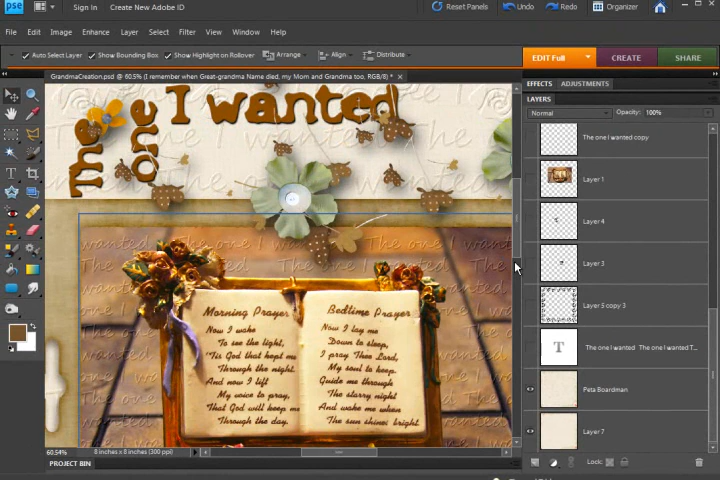 pse
Sign In
Create New Adobe ID
Reset Panels
Undo
Redo
Organizer
File Edit Image Enhance Layer Select Filter View Window Help
Auto Select Layer
Show Bounding Box
Show Highlight on Rollover
Arrange
Align
Distribute
EDIT Full
CREATE
SHARE
GrandmaCreation.psd @ 60.5% (I remember when Great-grandma Name died, my Mom and Grandma too, RGB/8) *
EFFECTS
ADJUSTMENTS
LAYERS
Normal
Opacity: 100%
The one I wanted copy
Layer 1
Layer 4
Layer 3
Layer 5 copy 3
T
The one I wanted The one I wanted T...
Peta Boardman
Layer 7
Lock:
The
one I wanted
wanted The one I wanted
Morning Prayer
Now I wake
To see the light,
'Tis God that kept me
Through the night.
And now I lift
My voice to pray,
That God will keep me
Through the day.
Bedtime Prayer
Now I lay me
Down to sleep,
I pray Thee Lord,
My soul to keep.
Guide me through
The starry night
And wake me when
The sun shines bright
60.54%
8 inches x 8 inches (300 ppi)
PROJECT BIN